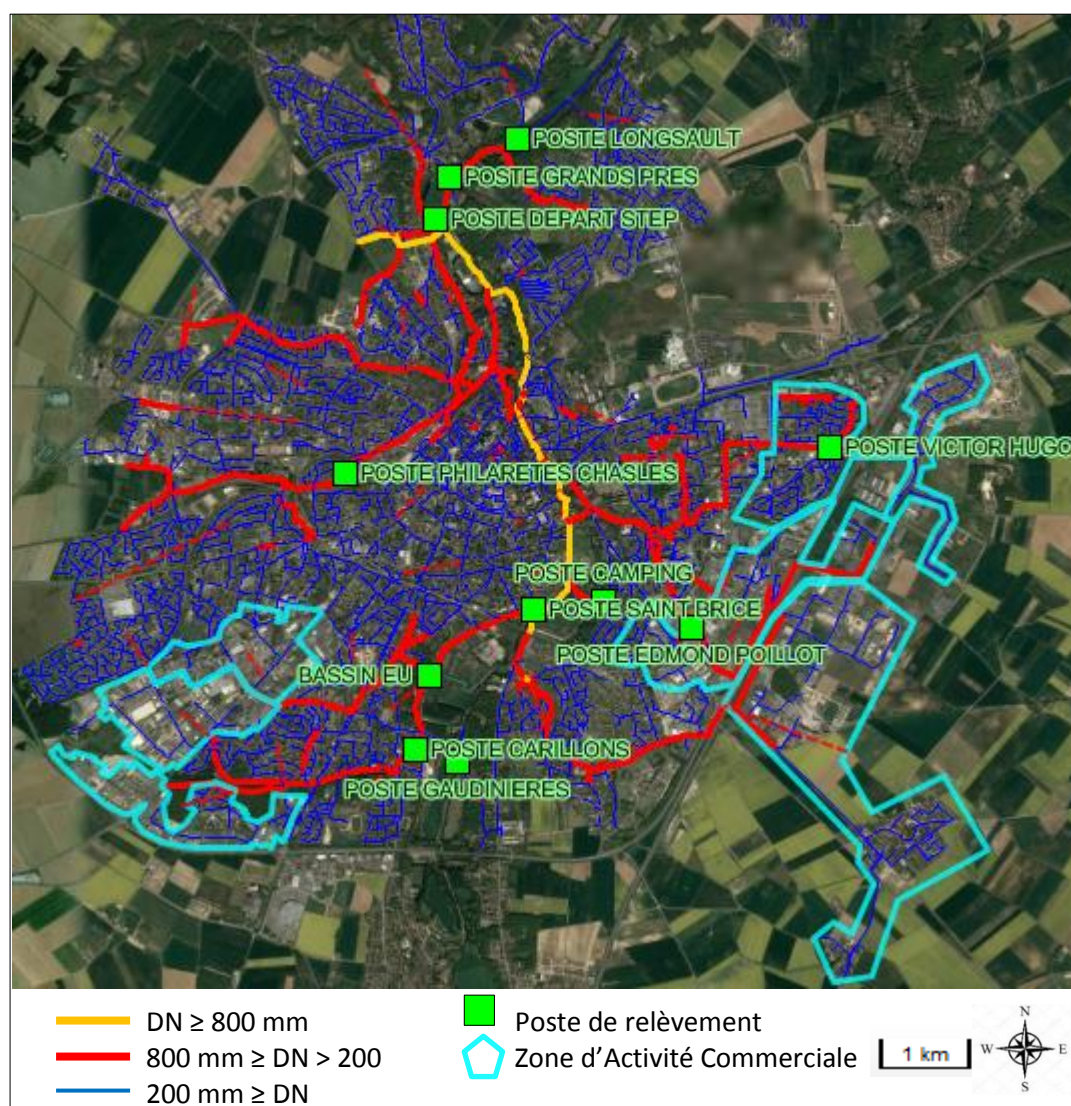 POSTE LONGSAULT
POSTE GRANDS PRES
POSTE DEPART STEP
POSTE VICTOR HUGO
POSTE PHILARETES CHASLES
POSTE CAMPING
POSTE SAINT BRICE
POSTE EDMOND POILLOT
BASSIN EU
POSTE CARILLONS
POSTE GAUDINIERES
DN ≥ 800 mm
800 mm ≥ DN > 200
200 mm ≥ DN
Poste de relèvement
Zone d’Activité Commerciale
1 km
N
W
E
S